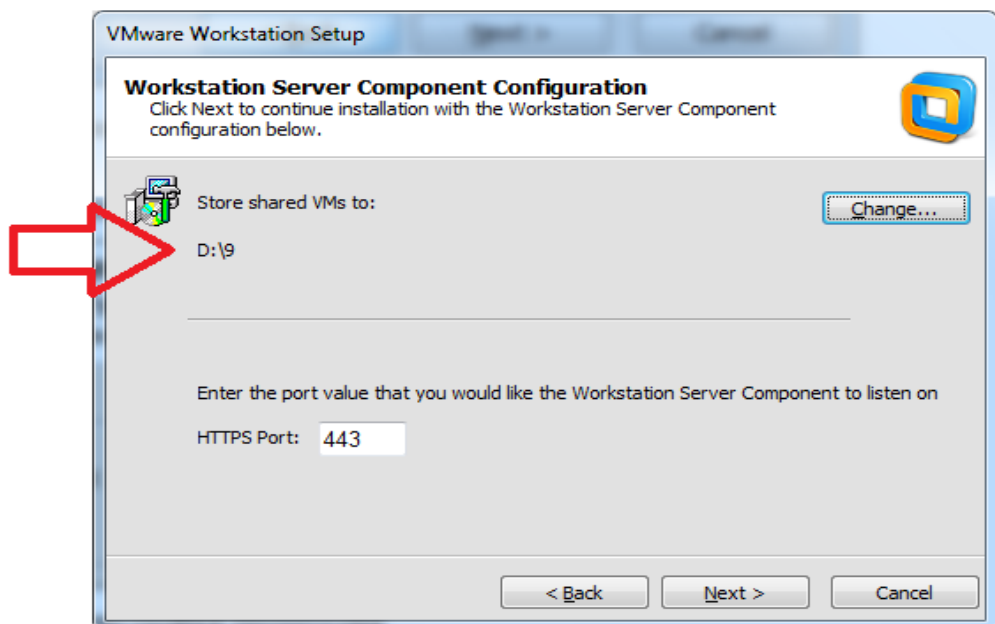 VMware Workstation Setup
Workstation Server Component Configuration
Click Next to continue installation with the Workstation Server Component
configuration below.
Store shared VMs to:
Change...
D:\9
Enter the port value that you would like the Workstation Server Component to listen on
HTTPS Port: 443
< Back
Next >
Cancel